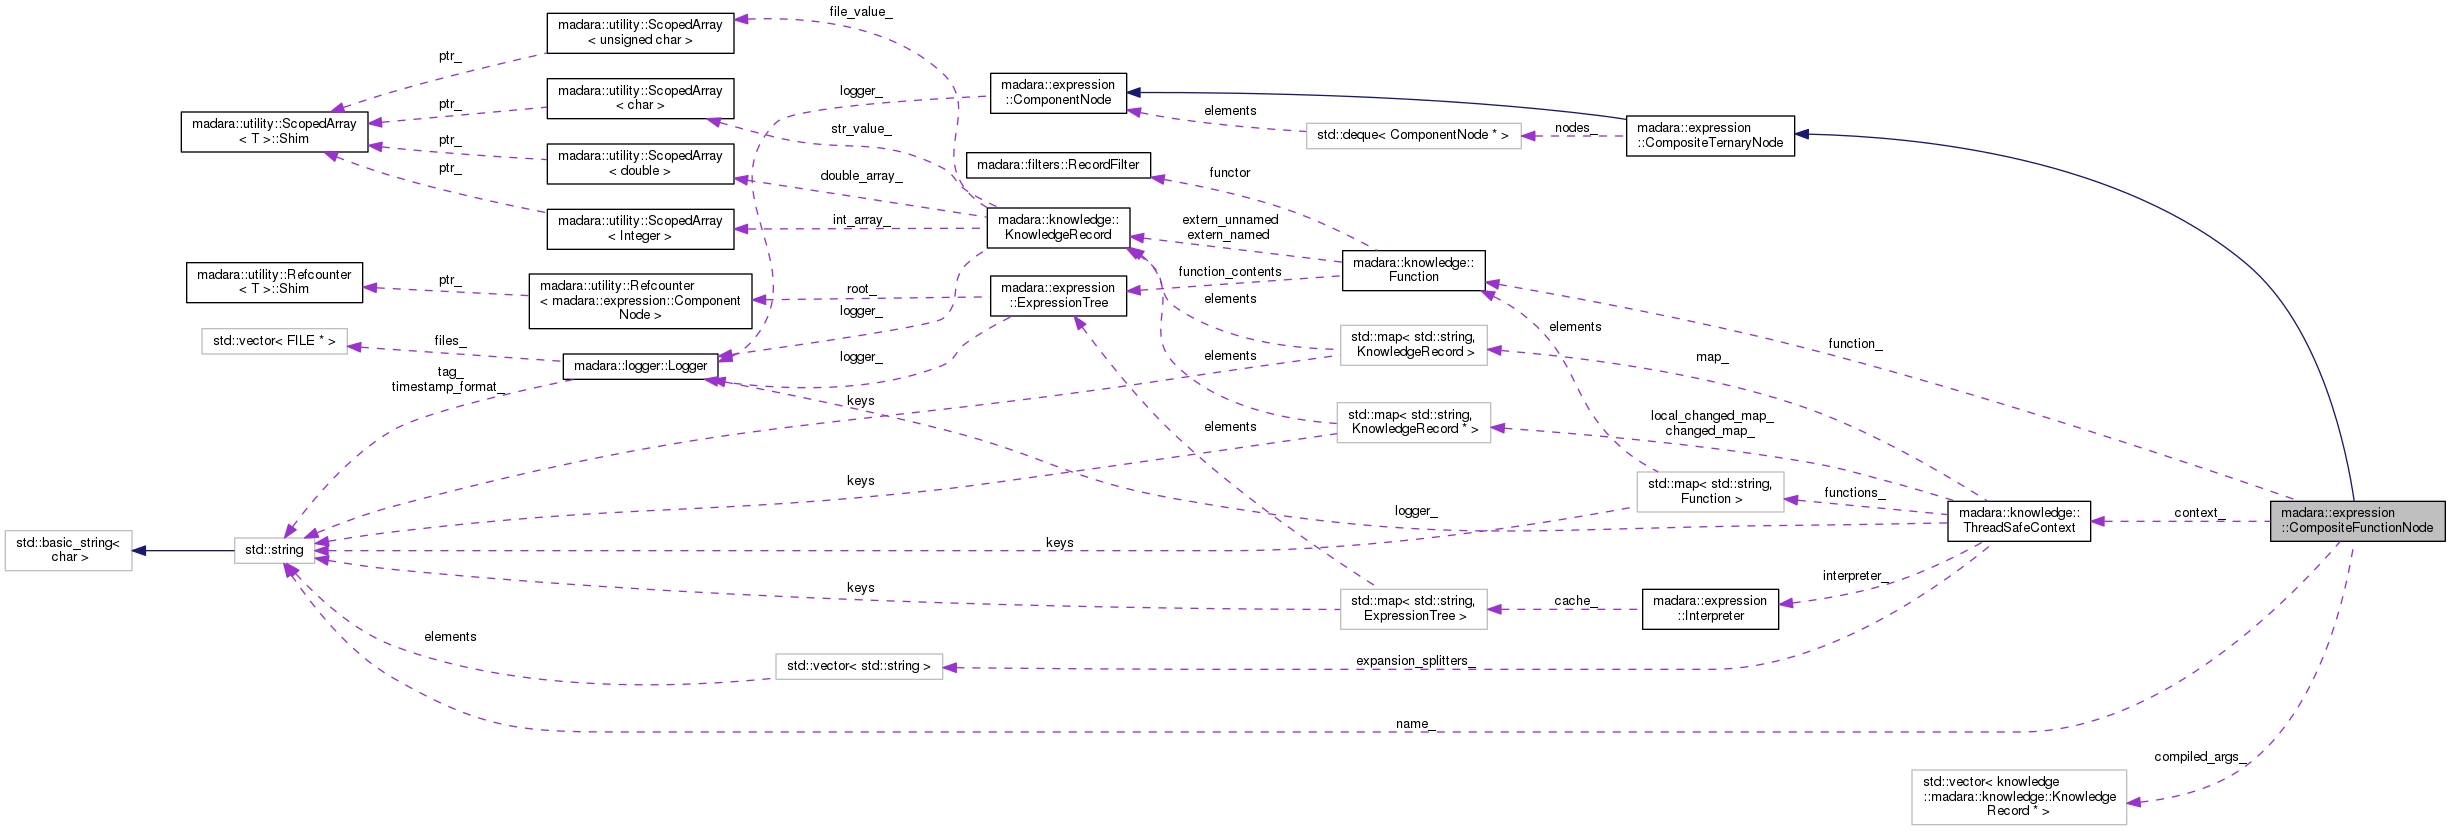 file_value_
madara::utility::ScopedArray
< unsigned char >
ptr_
madara::utility::ScopedArray
< char >
ptr_
madara::utility::ScopedArray
< T >::Shim
ptr_
madara::utility::ScopedArray
< double >
ptr_
madara::utility::ScopedArray
< Integer >
logger_
str_value_
double_array_
int_array_
madara::expression
::ComponentNode
elements
std::deque< ComponentNode * >
nodes_
madara::expression
::CompositeTernaryNode
madara::filters::RecordFilter
functor
madara::knowledge::
KnowledgeRecord
extern_unnamed
extern_named
madara::knowledge::
Function
function_contents
madara::utility::Refcounter
< T >::Shim
ptr_
madara::utility::Refcounter
< madara::expression::Component
Node >
root_
madara::expression
::ExpressionTree
logger_
elements
std::vector< FILE * >
files_
madara::logger::Logger
logger_
tag_
timestamp_format_
elements
std::map< std::string,
KnowledgeRecord >
elements
map_
function_
keys
std::map< std::string,
KnowledgeRecord * >
local_changed_map_
changed_map_
elements
keys
std::map< std::string,
Function >
functions_
logger_
madara::knowledge::
ThreadSafeContext
context_
madara::expression
::CompositeFunctionNode
std::basic_string<
char >
std::string
keys
keys
std::map< std::string,
ExpressionTree >
cache_
madara::expression
::Interpreter
interpreter_
elements
std::vector< std::string >
expansion_splitters_
name_
compiled_args_
std::vector< knowledge
::madara::knowledge::Knowledge
Record * >